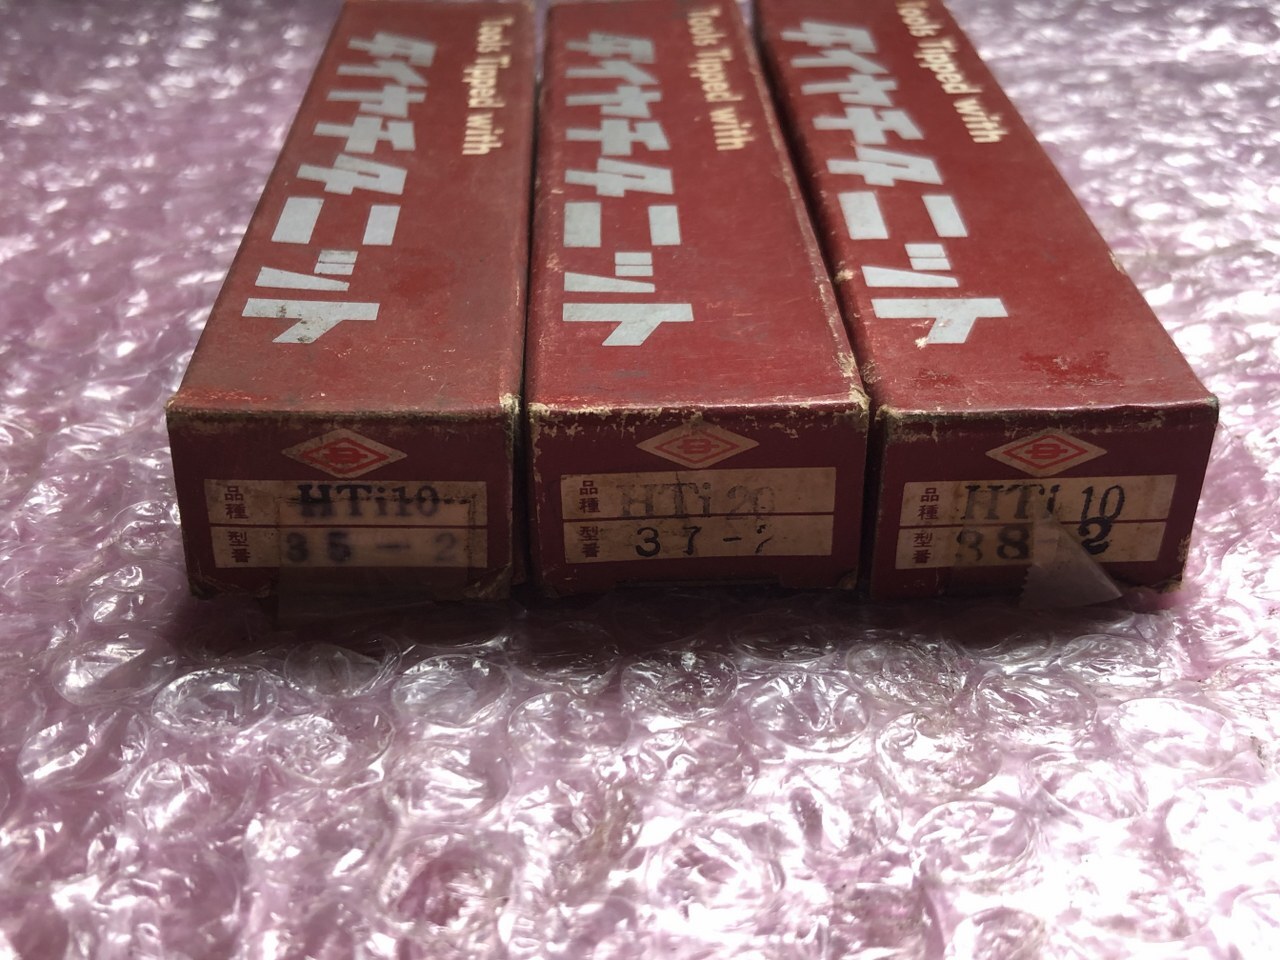 Tools Tipped with
ダイヤチタニット
品種 HTi10
型番 35-2
Tools Tipped with
ダイヤチタニット
品種 HTi20
型番 37-
Tools Tipped with
ダイヤチタニット
品種 HTi10
型番 38-2